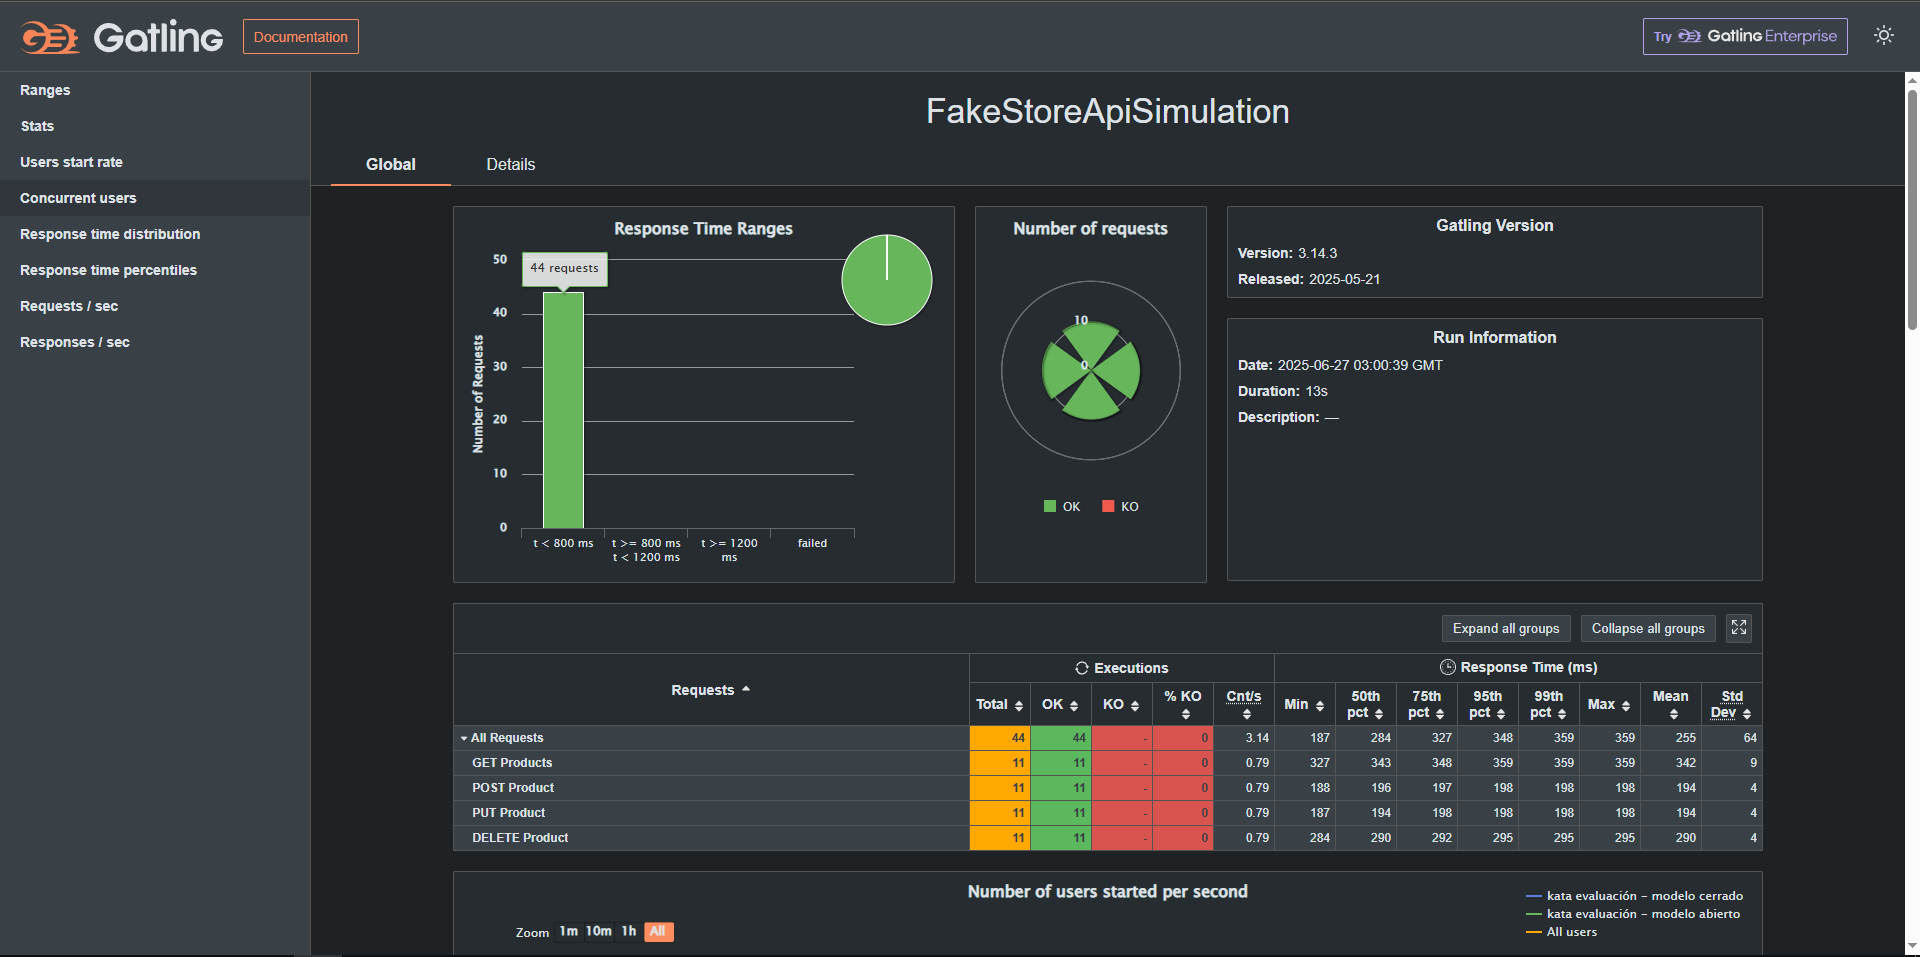 Gatling Documentation Try Gatling Enterprise
Ranges
Stats
Users start rate
Concurrent users
Response time distribution
Response time percentiles
Requests / sec
Responses / sec
FakeStoreApiSimulation
Global Details
Response Time Ranges
44 requests
Number of Requests
50
40
30
20
10
0
t < 800 ms
t >= 800 ms
t < 1200 ms
t >= 1200
ms
failed
Number of requests
10
0
OK KO
Gatling Version
Version: 3.14.3
Released: 2025-05-21
Run Information
Date: 2025-06-27 03:00:39 GMT
Duration: 13s
Description: —
Expand all groups Collapse all groups
Requests Executions Response Time (ms)
Total OK KO % KO Cnt/s Min 50th pct 75th pct 95th pct 99th pct Max Mean Std Dev
All Requests 44 44 - 0 3.14 187 284 327 348 359 359 255 64
GET Products 11 11 - 0 0.79 327 343 348 359 359 359 342 9
POST Product 11 11 - 0 0.79 188 196 197 198 198 198 194 4
PUT Product 11 11 - 0 0.79 187 194 198 198 198 198 194 4
DELETE Product 11 11 - 0 0.79 284 290 292 295 295 295 290 4
Number of users started per second
Zoom 1m 10m 1h All
kata evaluación – modelo cerrado
kata evaluación – modelo abierto
All users